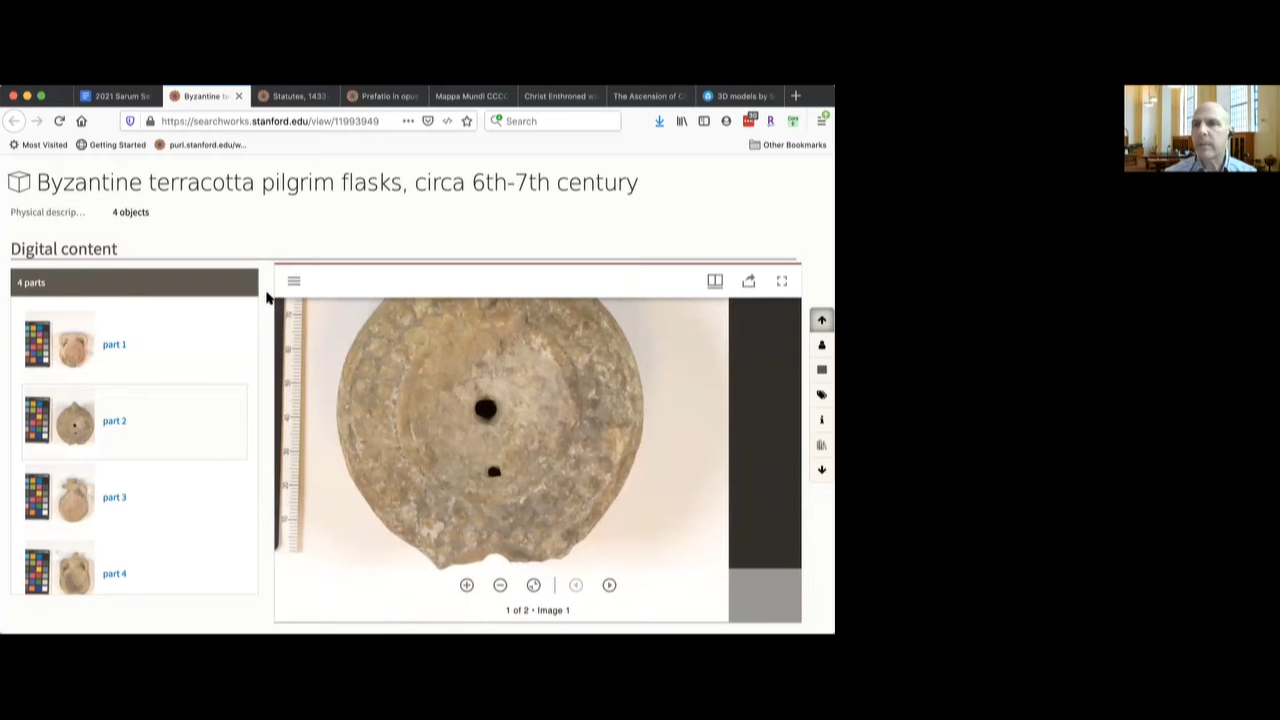 2021 Sarum Se
Byzantine t
Statutes, 1433
Prefatio in opus
Mappa Mundi CCCC
Christ Enthroned w
The Ascension of C
3D models by S
https://searchworks.stanford.edu/view/11993949
Search
Most Visited
Getting Started
purl.stanford.edu/w...
Other Bookmarks
Byzantine terracotta pilgrim flasks, circa 6th-7th century
Physical descrip... 4 objects
Digital content
4 parts
part 1
part 2
part 3
part 4
1 of 2 • Image 1